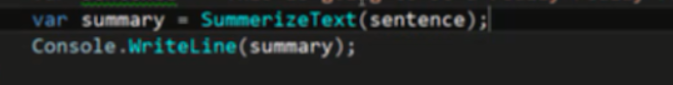 var summary = SummerizeText(sentence);
Console.WriteLine(summary);